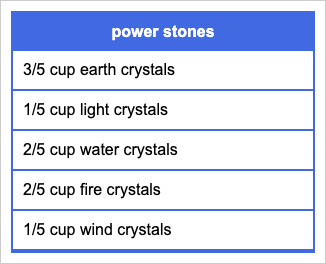 power stones
3/5 cup earth crystals
1/5 cup light crystals
2/5 cup water crystals
2/5 cup fire crystals
1/5 cup wind crystals